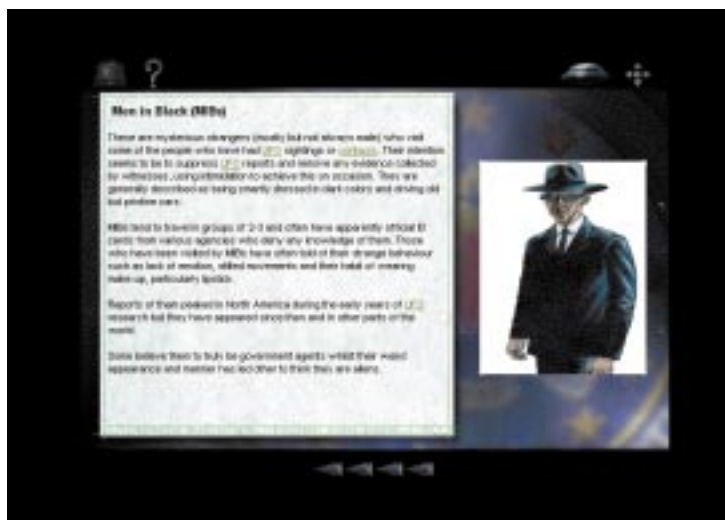 Men in Black (MIBs)
These are mysterious strangers (mostly but not always male) who visit
some of the people who have had UFO sightings or contacts. Their intention
seems to be to suppress UFO reports and remove any evidence collected
by witnesses, using intimidation to achieve this on occasion. They are
generally described as being smartly dressed in dark colors and driving old
but pristine cars.
MIBs tend to travel in groups of 2-3 and often have apparently official ID
cards from various agencies who deny any knowledge of them. Those
who have been visited by MIBs have often told of their strange behaviour
such as lack of emotion, stilted movements and their habit of wearing
make-up, particularly lipstick.
Reports of them peaked in North America during the early years of UFO
research but they have appeared since then and in other parts of the
world.
Some believe them to truly be government agents whilst their weird
appearance and manner has led other to think they are aliens.